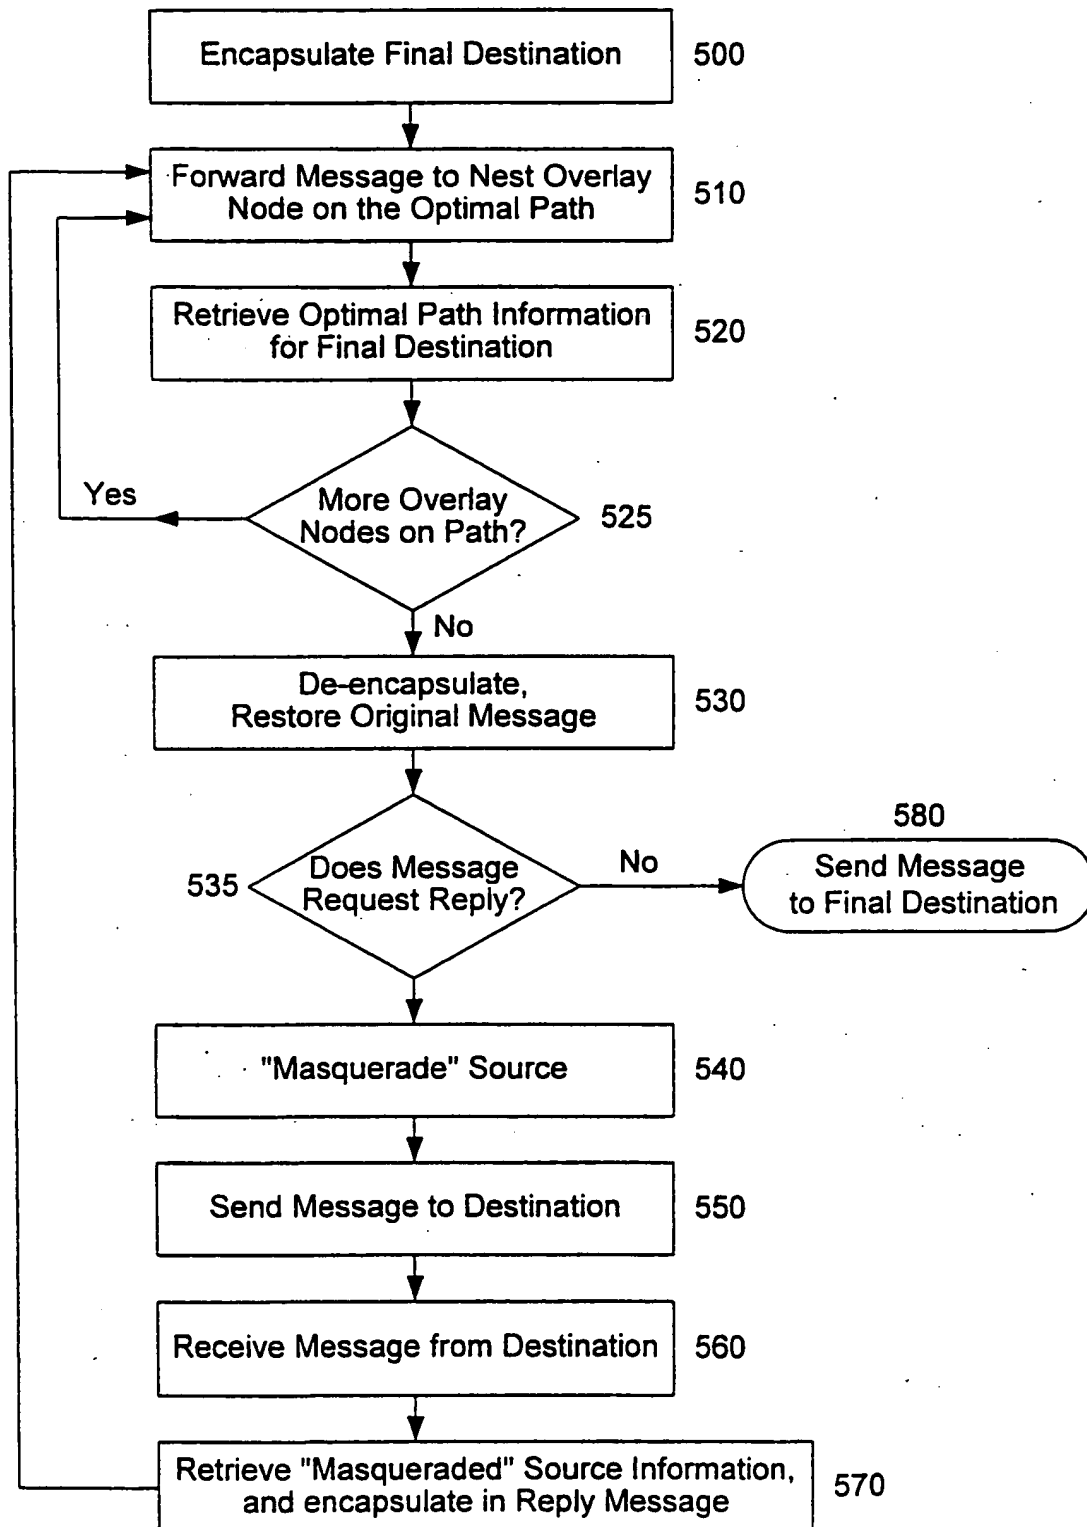 Encapsulate Final Destination
500
Forward Message to Nest Overlay
Node on the Optimal Path
510
Retrieve Optimal Path Information
for Final Destination
520
Yes
More Overlay
Nodes on Path?
525
No
De-encapsulate,
Restore Original Message
530
535
Does Message
Request Reply?
No
580
Send Message
to Final Destination
"Masquerade" Source
540
Send Message to Destination
550
Receive Message from Destination
560
Retrieve "Masqueraded" Source Information,
and encapsulate in Reply Message
570